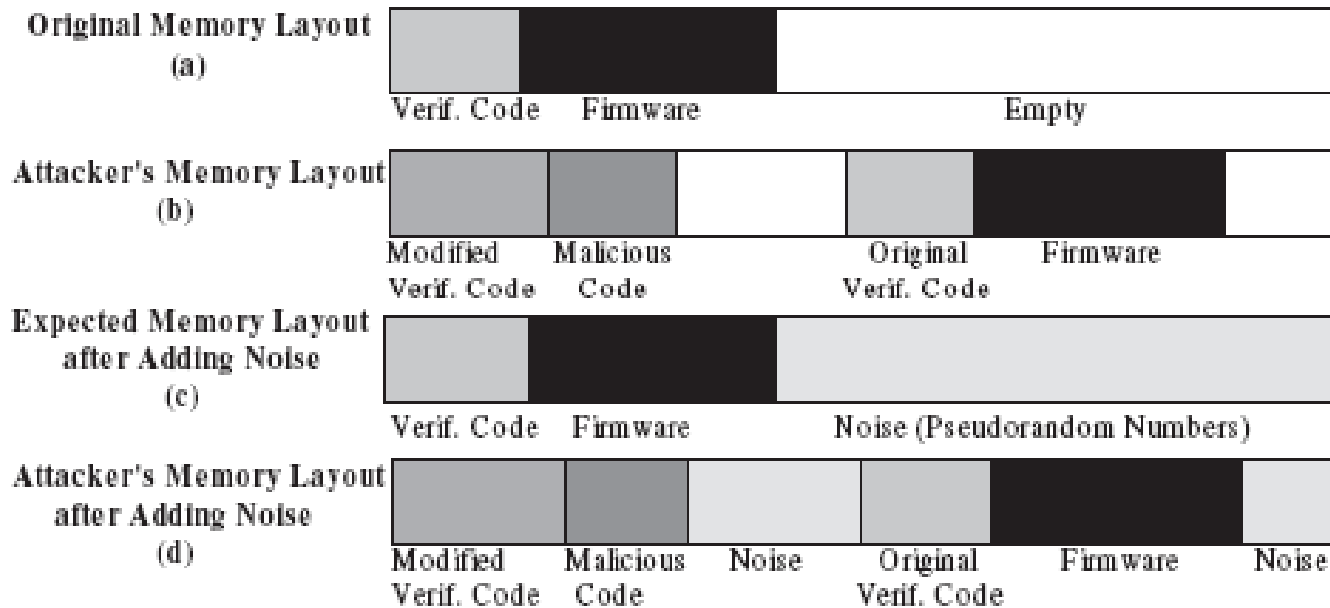 Original Memory Layout
(a)
Verif. Code Firmware Empty
Attacker's Memory Layout
(b)
Modified Malicious Original Firmware
Verif. Code Code Verif. Code
Expected Memory Layout
after Adding Noise
(c)
Verif. Code Firmware Noise (Pseudorandom Numbers)
Attacker's Memory Layout
after Adding Noise
(d)
Modified Malicious Noise Original Firmware Noise
Verif. Code Code Verif. Code